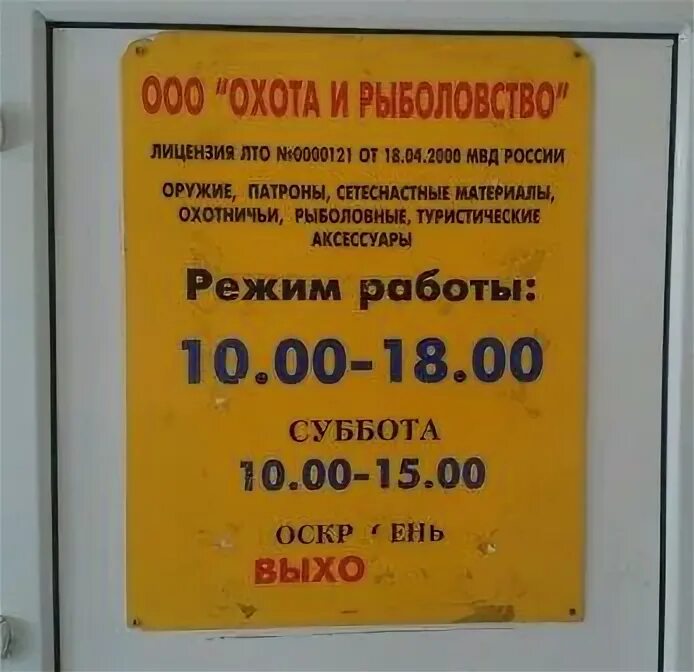 ООО "ОХОТА И РЫБОЛОВСТВО"
ЛИЦЕНЗИЯ ЛТО №0000121 ОТ 18.04.2000 МВД РОССИИ
ОРУЖИЕ, ПАТРОНЫ, СЕТЕСНАСТНЫЕ МАТЕРИАЛЫ,
ОХОТНИЧЬИ, РЫБОЛОВНЫЕ, ТУРИСТИЧЕСКИЕ
АКСЕССУАРЫ
Режим работы:
10.00-18.00
СУББОТА
10.00-15.00
ОСКР ЕНЬ
ВЫХО